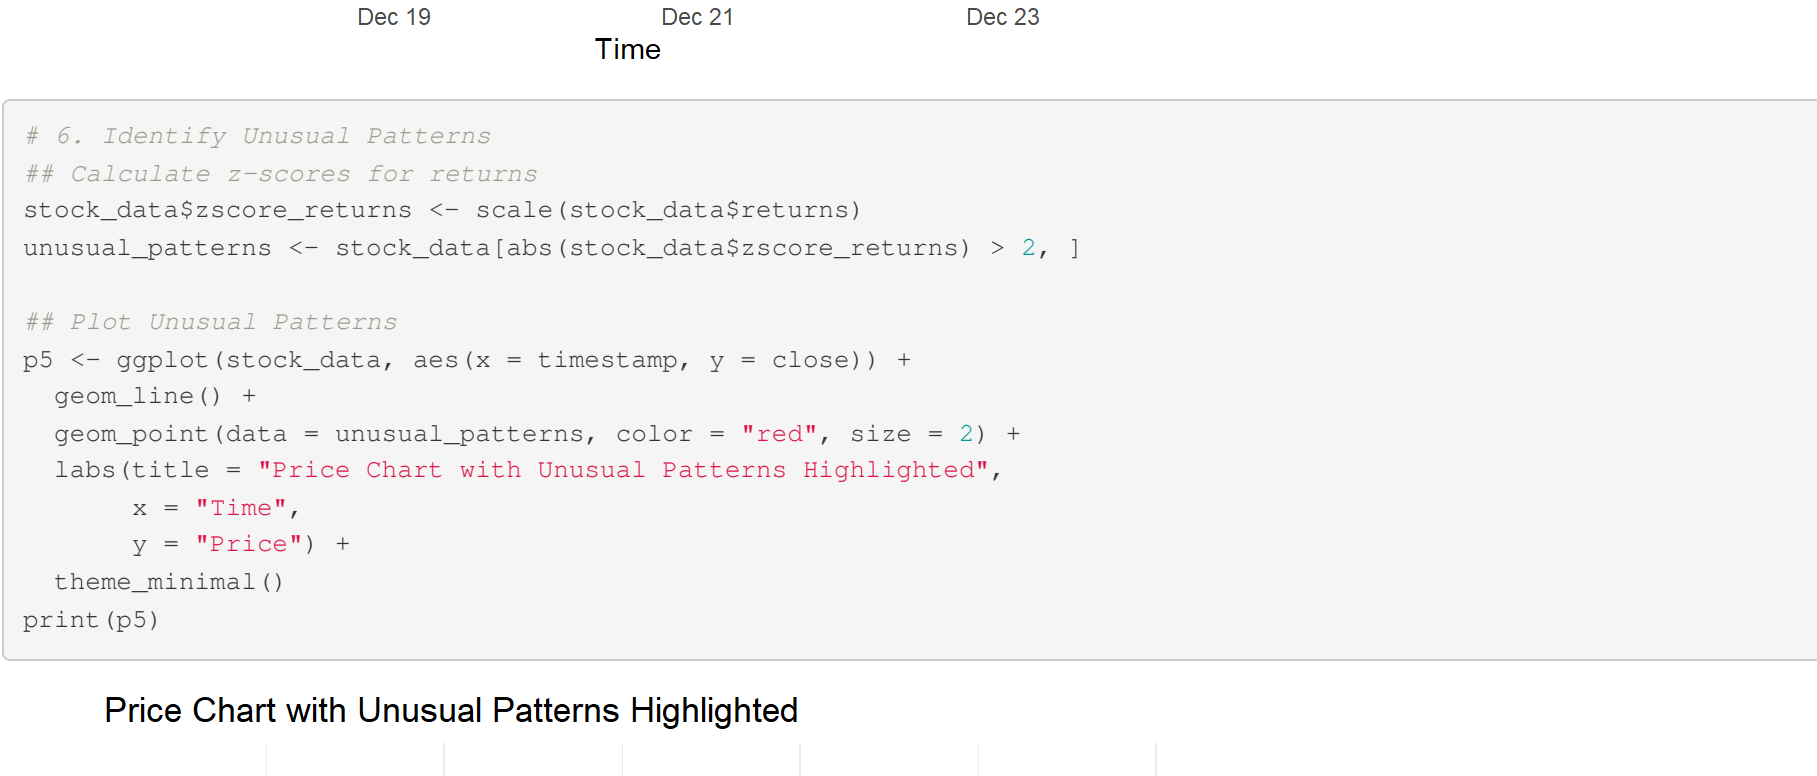 Dec 19 Dec 21 Dec 23
Time
# 6. Identify Unusual Patterns
## Calculate z-scores for returns
stock_data$zscore_returns <- scale(stock_data$returns)
unusual_patterns <- stock_data[abs(stock_data$zscore_returns) > 2, ]
## Plot Unusual Patterns
p5 <- ggplot(stock_data, aes(x = timestamp, y = close)) +
  geom_line() +
  geom_point(data = unusual_patterns, color = "red", size = 2) +
  labs(title = "Price Chart with Unusual Patterns Highlighted",
       x = "Time",
       y = "Price") +
  theme_minimal()
print(p5)
Price Chart with Unusual Patterns Highlighted